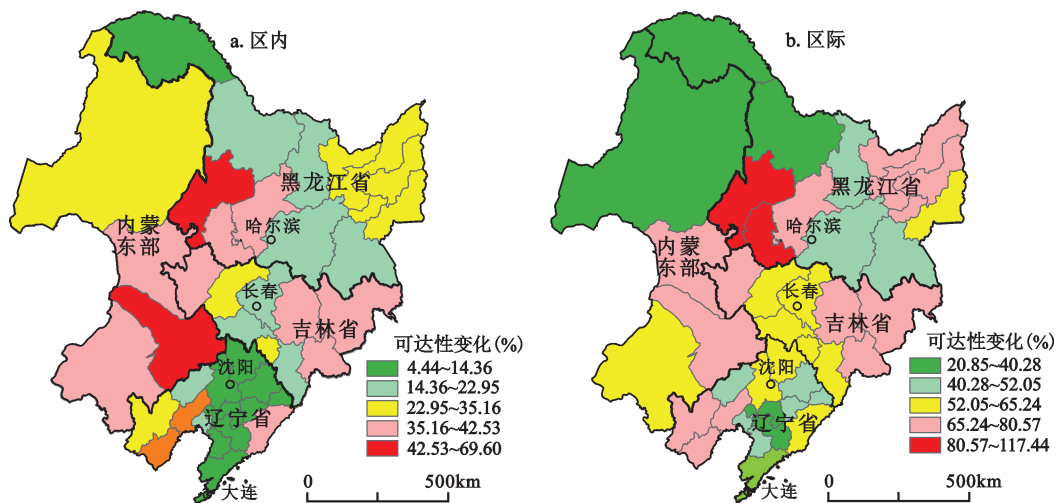 a. 区内
黑龙江省
哈尔滨
内蒙
东部
长春
吉林省
沈阳
辽宁省
大连
可达性变化(%)
4.44~14.36
14.36~22.95
22.95~35.16
35.16~42.53
42.53~69.60
0 500km
b. 区际
黑龙江省
哈尔滨
内蒙
东部
长春
吉林省
沈阳
辽宁省
大连
可达性变化(%)
20.85~40.28
40.28~52.05
52.05~65.24
65.24~80.57
80.57~117.44
0 500km